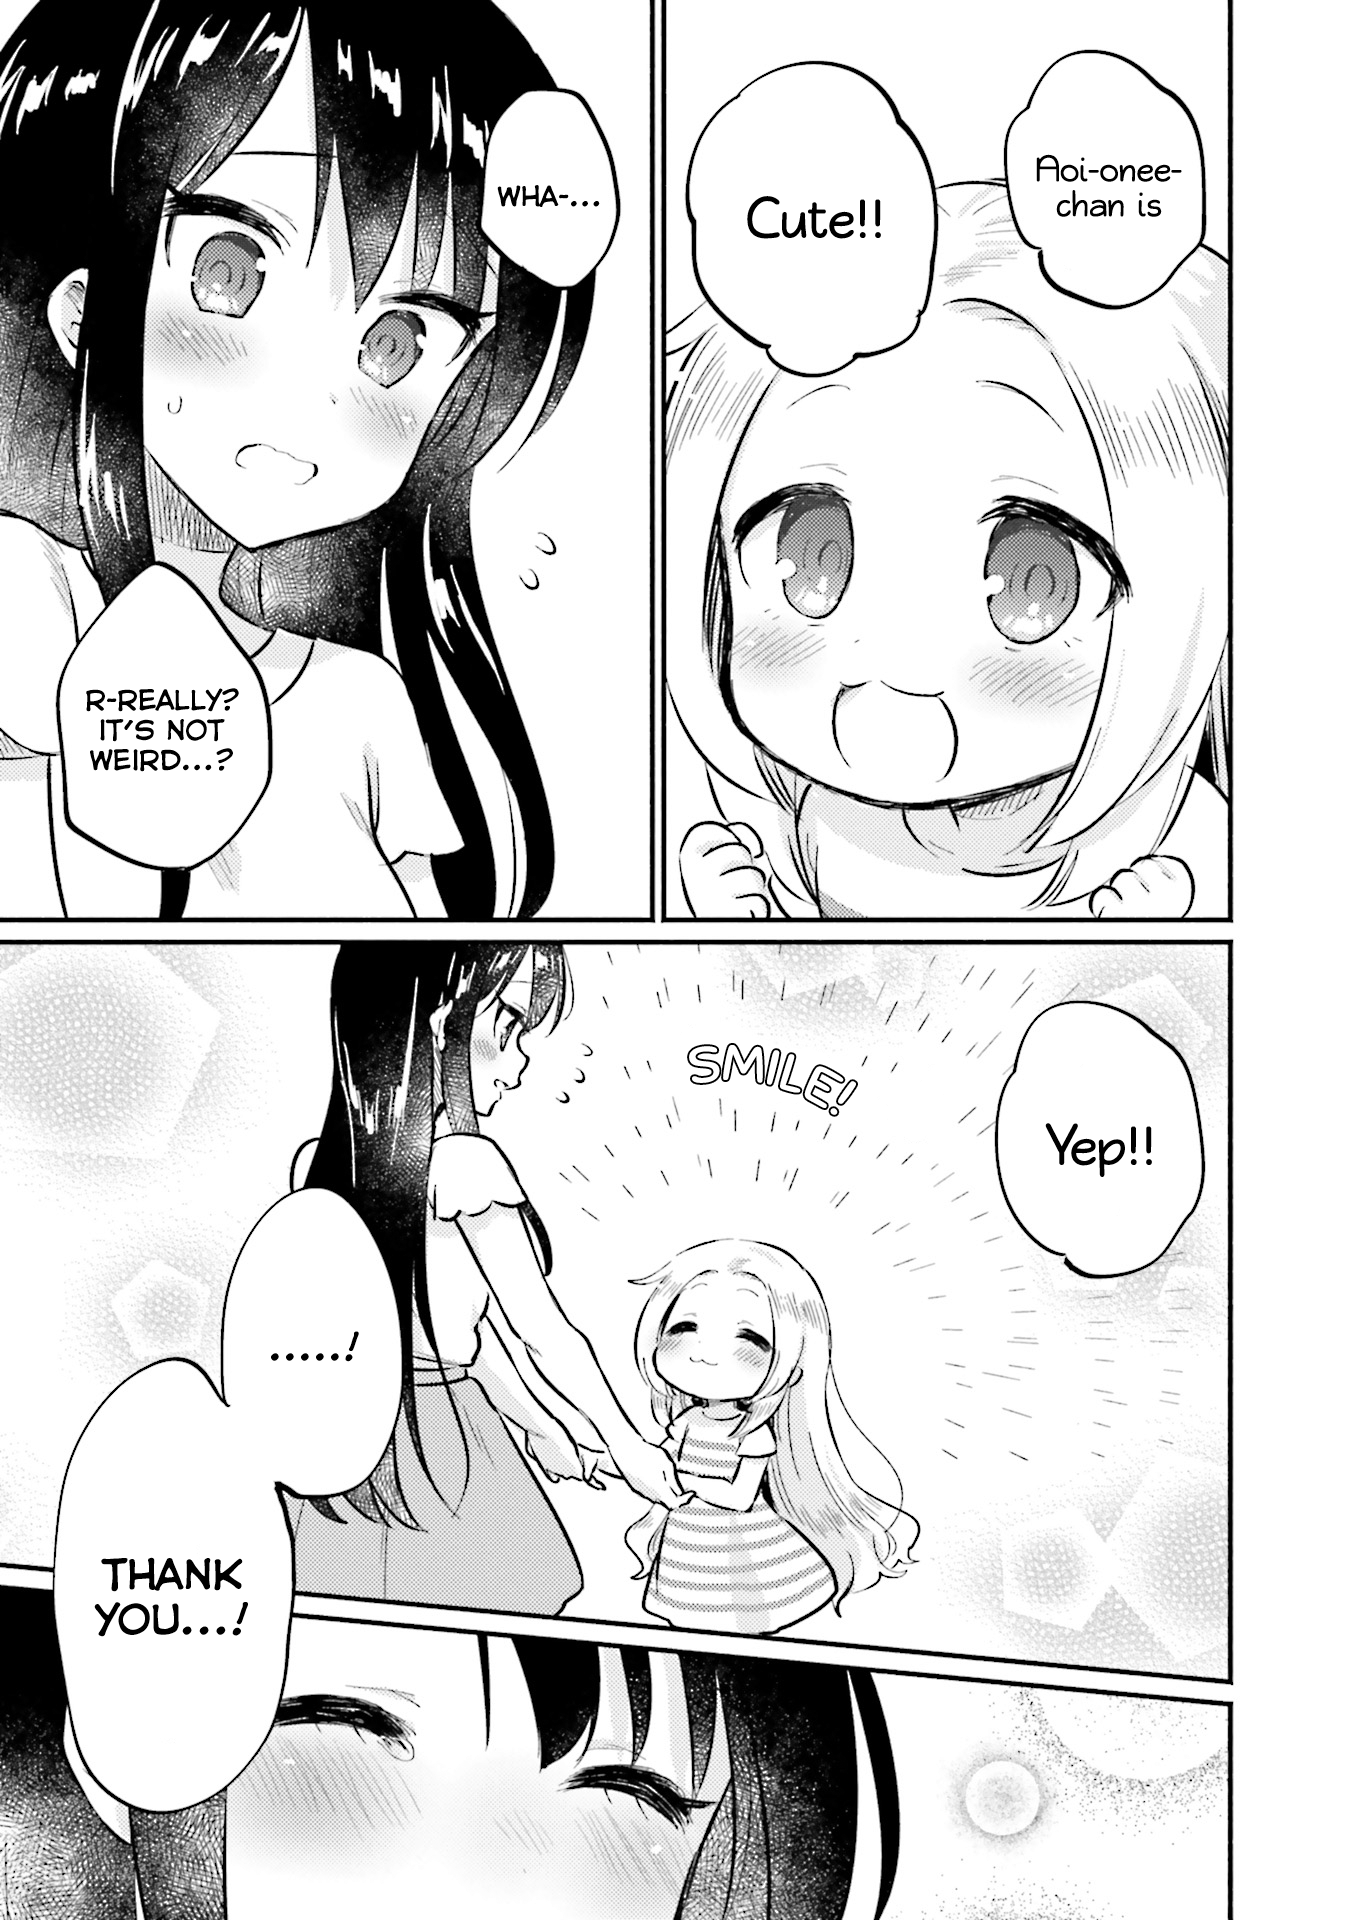 Aoi-onee-
chan is
Cute!!
WHA-...
R-REALLY?
IT'S NOT
WEIRD...?
Yep!!
SMILE!
.....!
THANK
YOU...!